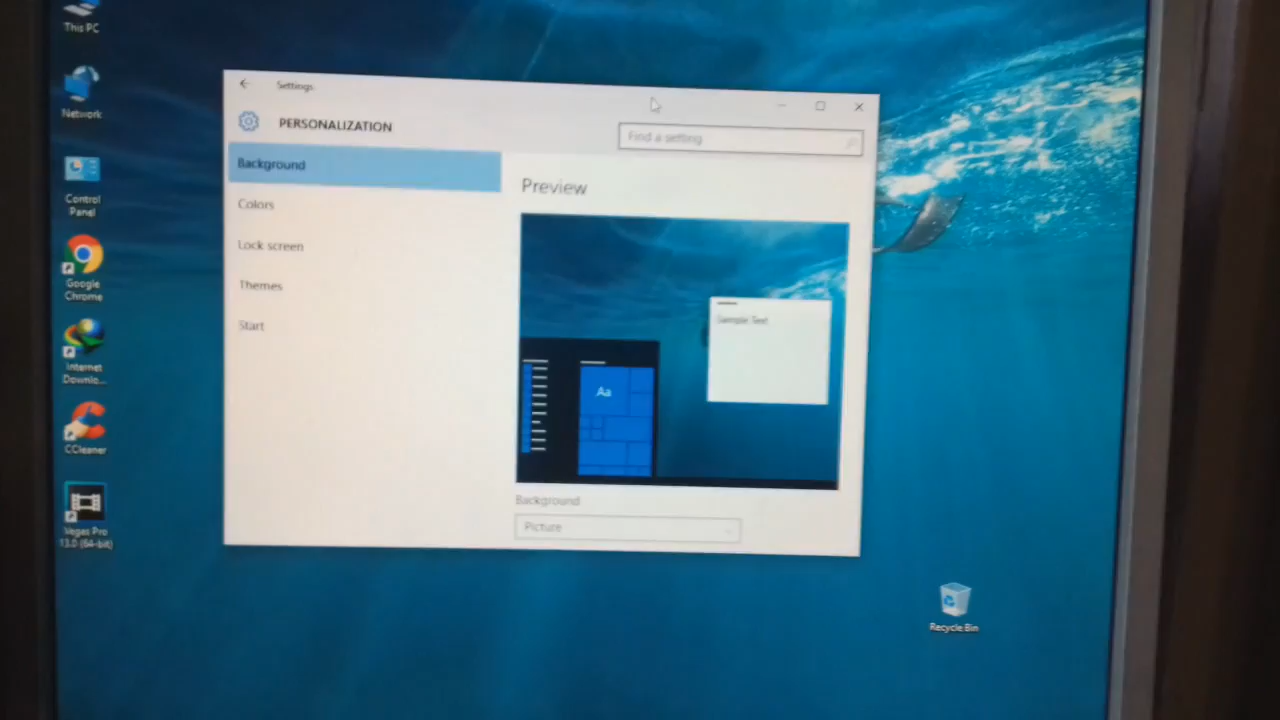 This PC
Network
Control
Panel
Google
Chrome
Internet
Downlo...
CCleaner
Vegas Pro
13.0 (64-bit)
Settings
PERSONALIZATION
Find a setting
Background
Colors
Lock screen
Themes
Start
Preview
Sample Text
Aa
Background
Picture
Recycle Bin